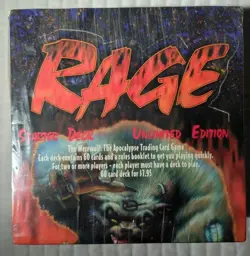 RAGE
Starter Deck Unlimited Edition
The Werewolf: The Apocalypse Trading Card Game
Each deck contains 60 cards and a rules booklet to get you playing quickly.
For two or more players - each player must have a deck to play.
60 card deck for $7.95